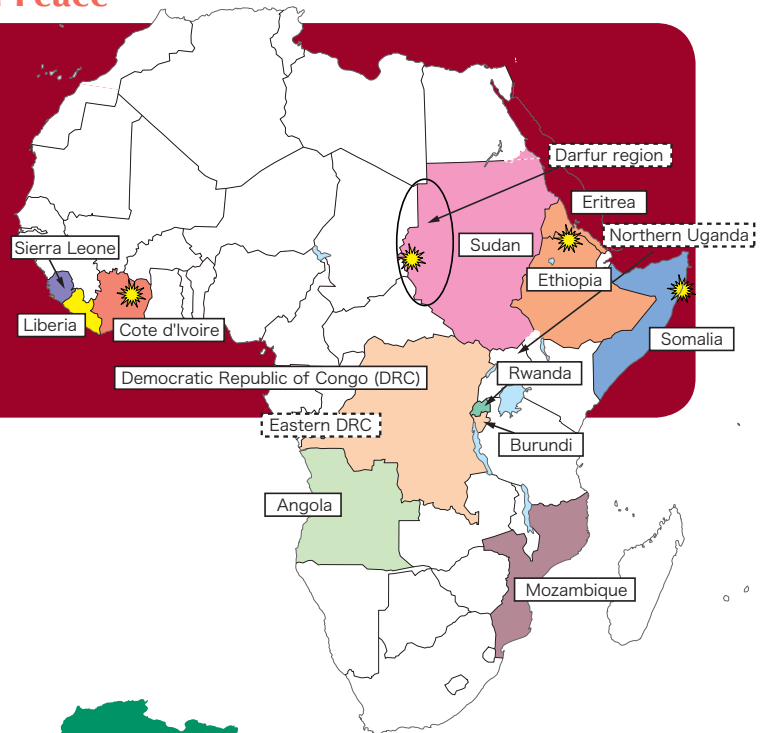 Peace
Darfur region
Eritrea
Northern Uganda
Sierra Leone
Sudan
Ethiopia
Liberia
Cote d'Ivoire
Somalia
Democratic Republic of Congo (DRC)
Rwanda
Eastern DRC
Burundi
Angola
Mozambique